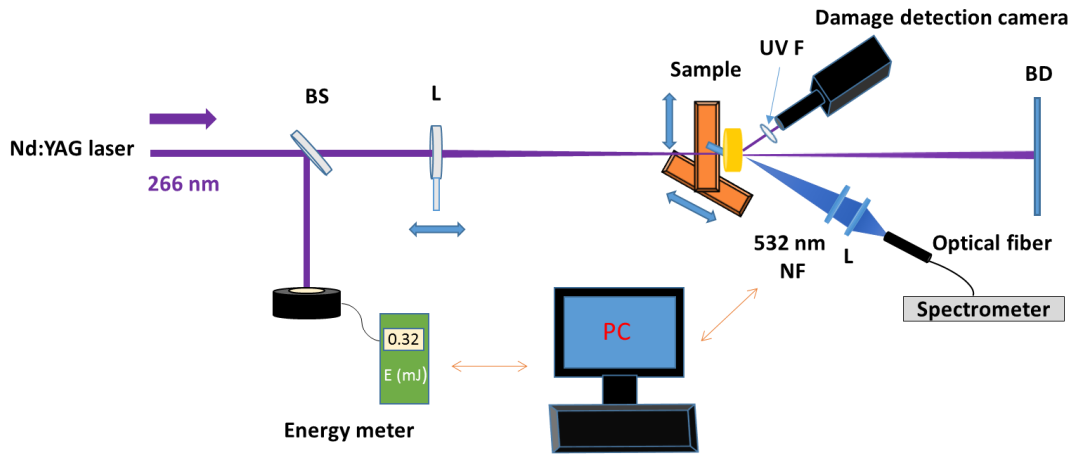 Damage detection camera
UV F
Sample
BD
BS
L
Nd:YAG laser
266 nm
532 nm
NF
L
Optical fiber
Spectrometer
0.32
E (mJ)
PC
Energy meter